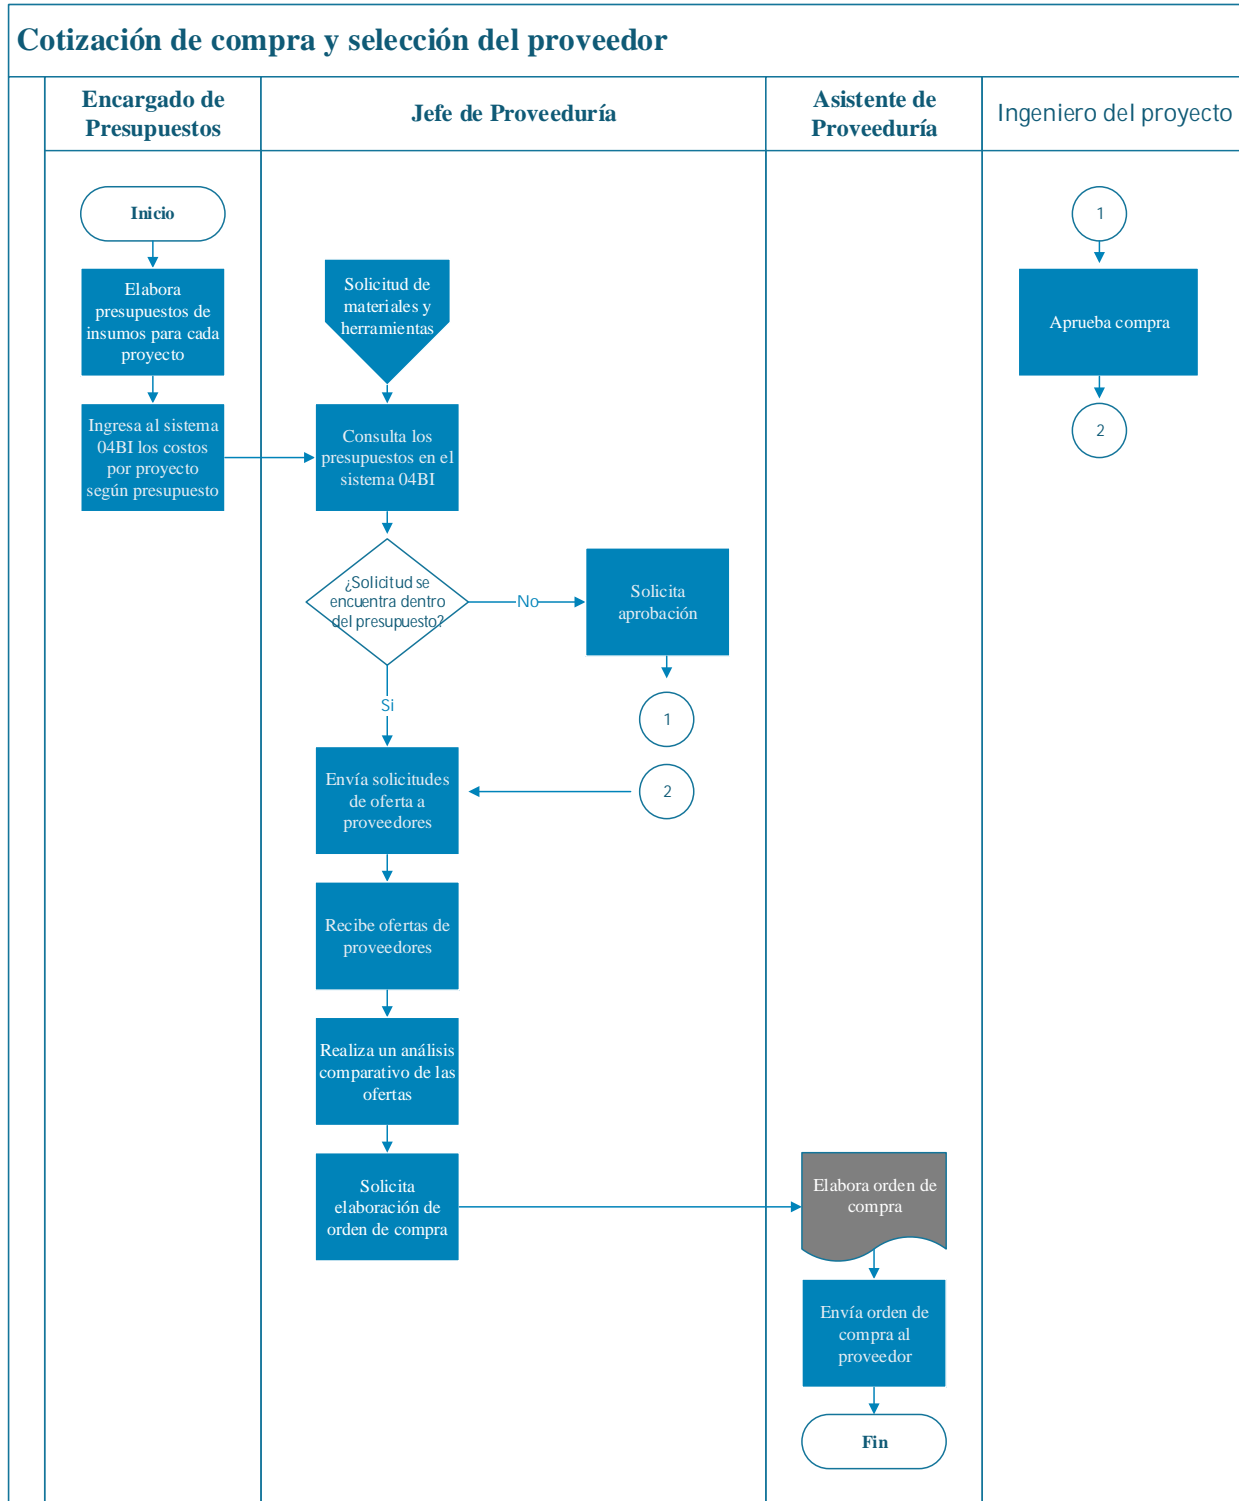 Cotización de compra y selección del proveedor
Encargado de
Presupuestos
Jefe de Proveeduría
Asistente de
Proveeduría
Ingeniero del proyecto
Inicio
Elabora
presupuestos de
insumos para cada
proyecto
Ingresa al sistema
04BI los costos
por proyecto
según presupuesto
Solicitud de
materiales y
herramientas
Consulta los
presupuestos en el
sistema 04BI
¿Solicitud se
encuentra dentro
del presupuesto?
No
Solicita
aprobación
1
Si
2
Envía solicitudes
de oferta a
proveedores
Recibe ofertas de
proveedores
Realiza un análisis
comparativo de las
ofertas
Solicita
elaboración de
orden de compra
Elabora orden de
compra
Envía orden de
compra al
proveedor
Fin
1
Aprueba compra
2